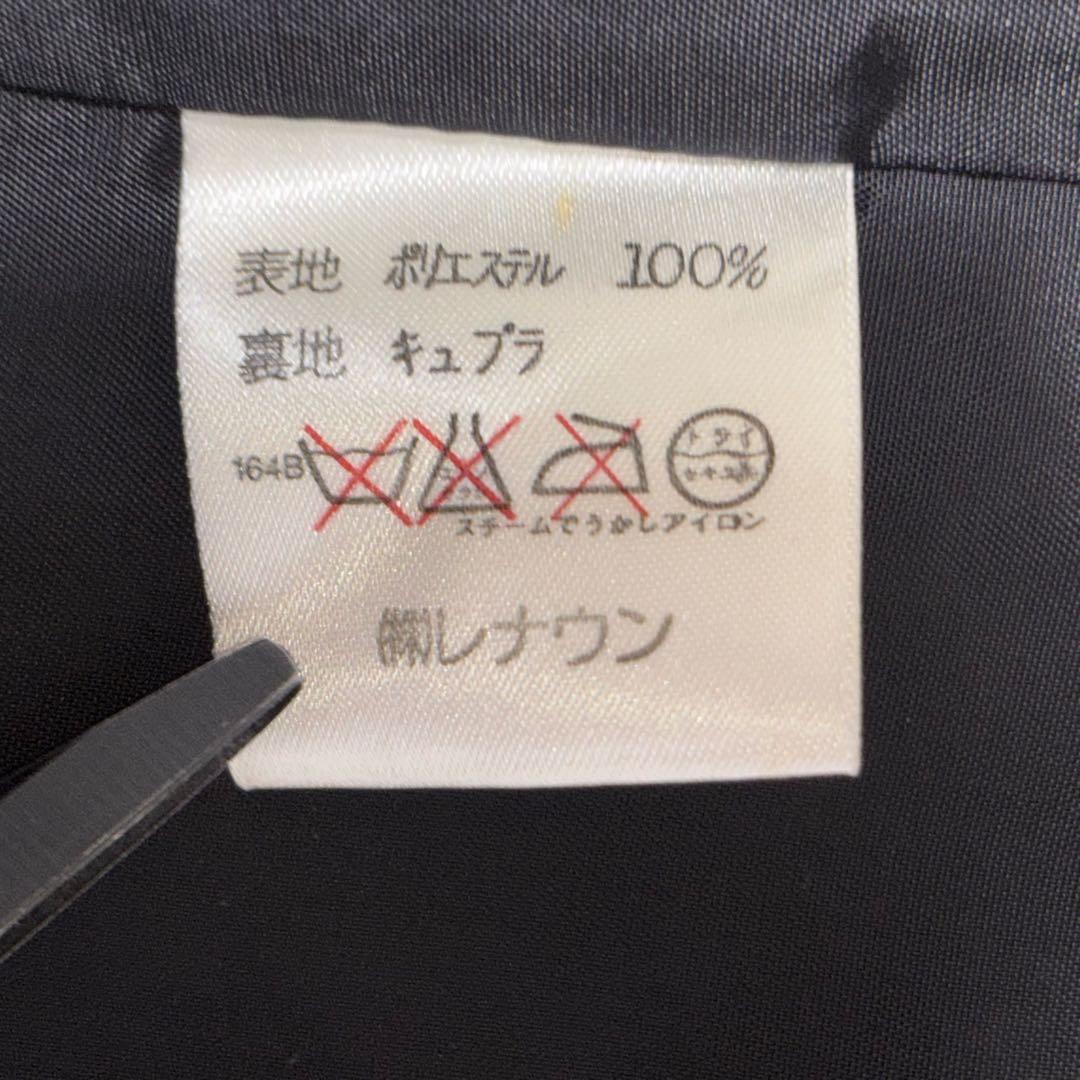 表地 ポリエステル 100%
裏地 キュプラ
164B
ドライ
セキユ系
スチームでうかしアイロン
㈱レナウン